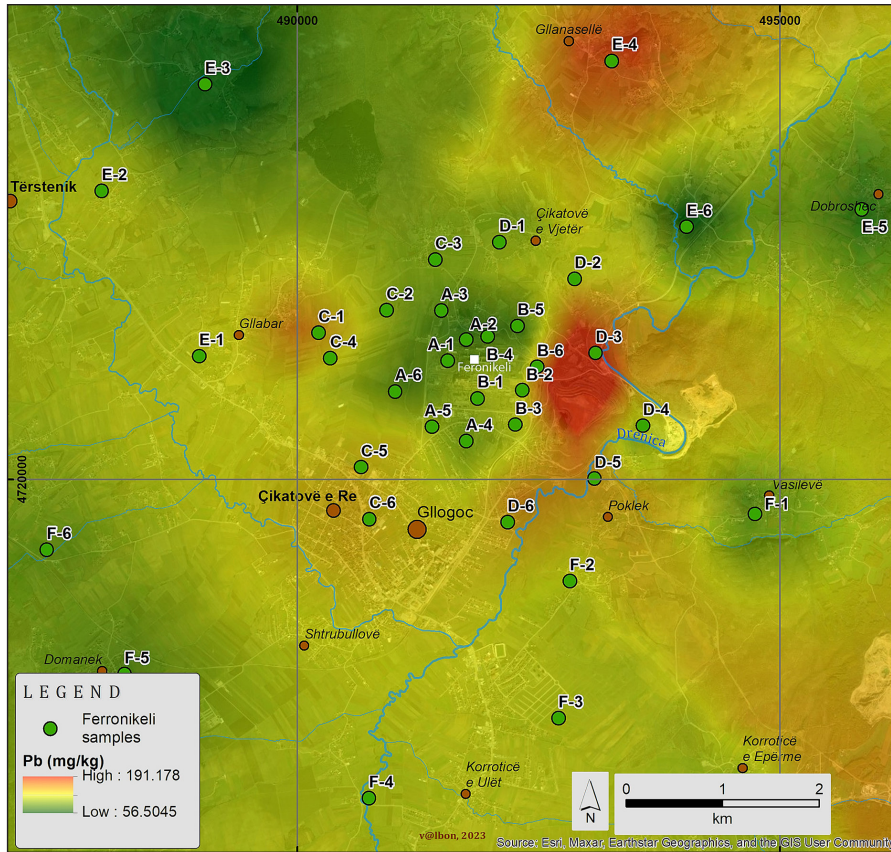 490000
495000
Gllanasellë
E-4
E-3
E-2
Tërstenik
Dobroshec
E-6
E-5
Çikatovë
e Vjetër
D-1
C-3
D-2
C-2
A-3
B-5
Gllabar
C-1
A-2
E-1
C-4
A-1
B-4
D-3
Feronikeli
B-6
A-6
B-1
B-2
A-5
A-4
B-3
D-4
Drenica
C-5
D-5
4720000
Çikatovë e Re
Vasilevë
C-6
Gllogoc
D-6
Poklek
F-1
F-6
F-2
Shtrubullovë
Domanek
F-5
F-3
LEGEND
Ferronikeli
samples
Pb (mg/kg)
High : 191.178
Low : 56.5045
F-4
Korroticë
e Ulët
Korroticë
e Epërme
N
0 1 2
km
v@lbon, 2023
Source: Esri, Maxar, Earthstar Geographics, and the GIS User Community